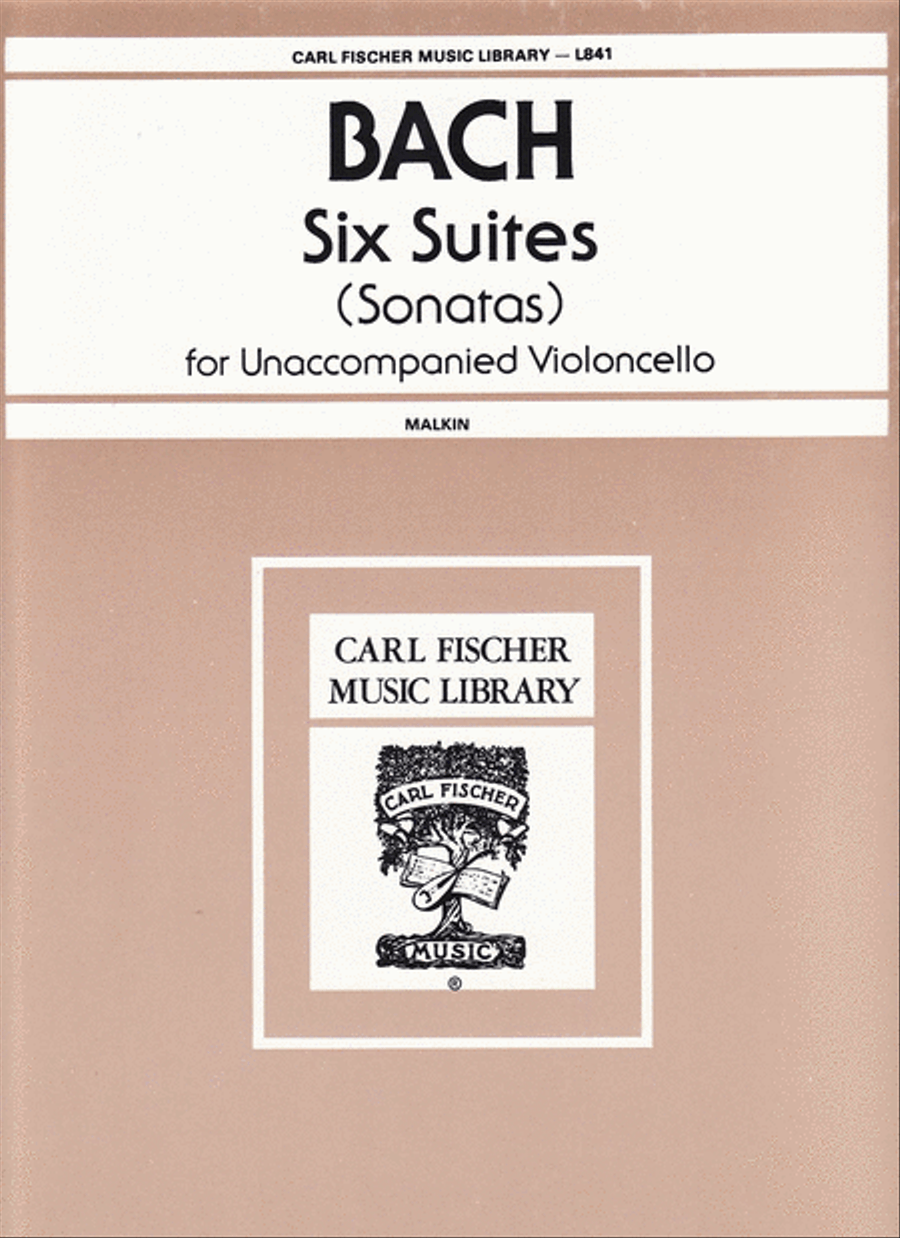 CARL FISCHER MUSIC LIBRARY — L841
BACH
Six Suites
(Sonatas)
for Unaccompanied Violoncello
MALKIN
CARL FISCHER
MUSIC LIBRARY
CARL FISCHER
MUSIC
®